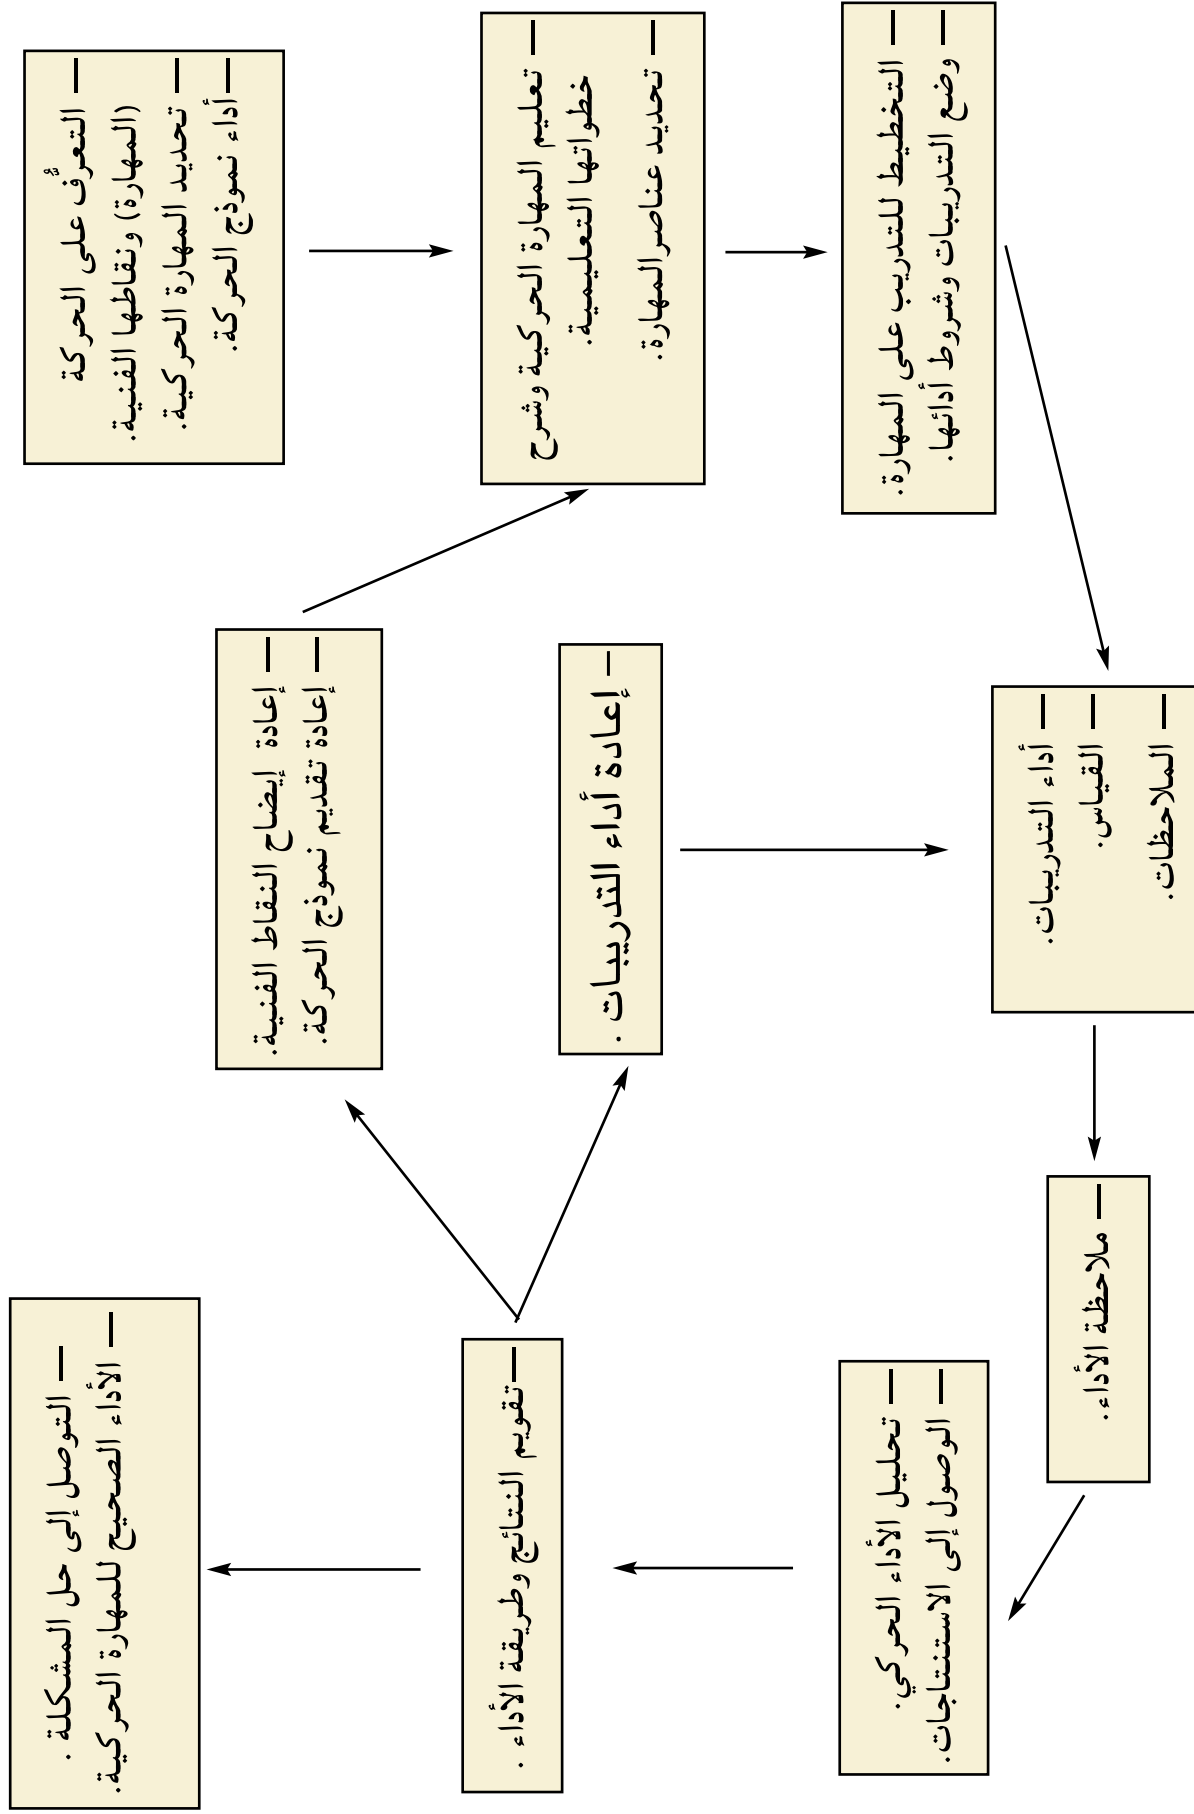 — التعرف على الحركة
(المهارة) ونقاطها الفنية.
— تحديد المهارة الحركية.
— أداء نموذج الحركة.
— تعليم المهارة الحركية وشرح
خطواتها التعليمية.
— تحديد عناصر المهارة.
— التخطيط للتدريب على المهارة.
— وضع التدريبات وشروط أدائها.
— أداء التدريبات.
— القياس.
— الملاحظات.
— ملاحظة الأداء.
— تحليل الأداء الحركي.
— الوصول إلى الاستنتاجات.
— تقويم النتائج وطريقة الأداء .
— إعادة إيضاح النقاط الفنية.
— إعادة تقديم نموذج الحركة.
– إعادة أداء التدريبات .
— التوصل إلى حل المشكلة .
— الأداء الصحيح للمهارة الحركية.